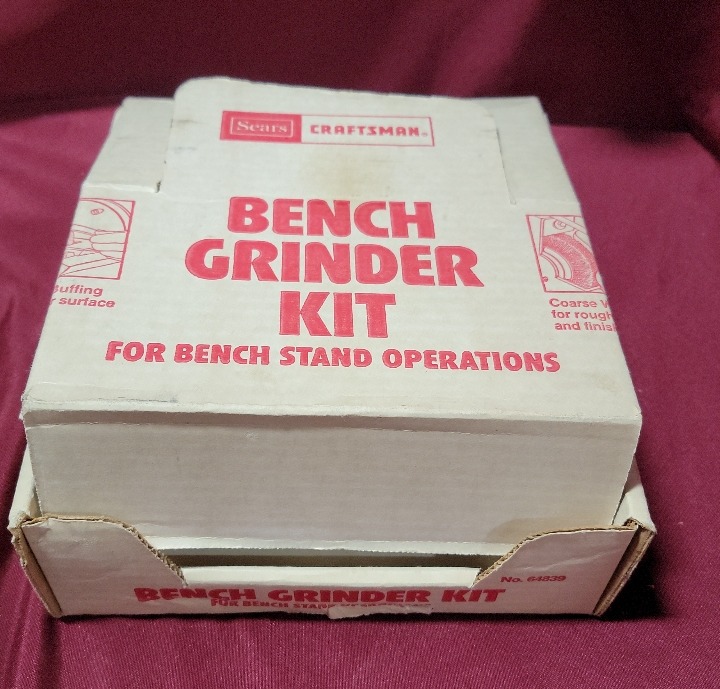 Sears CRAFTSMAN
BENCH
GRINDER
KIT
FOR BENCH STAND OPERATIONS
uffing
surface
Coarse
for rough
and finis
No. 64839
BENCH GRINDER KIT
FOR BENCH STAND